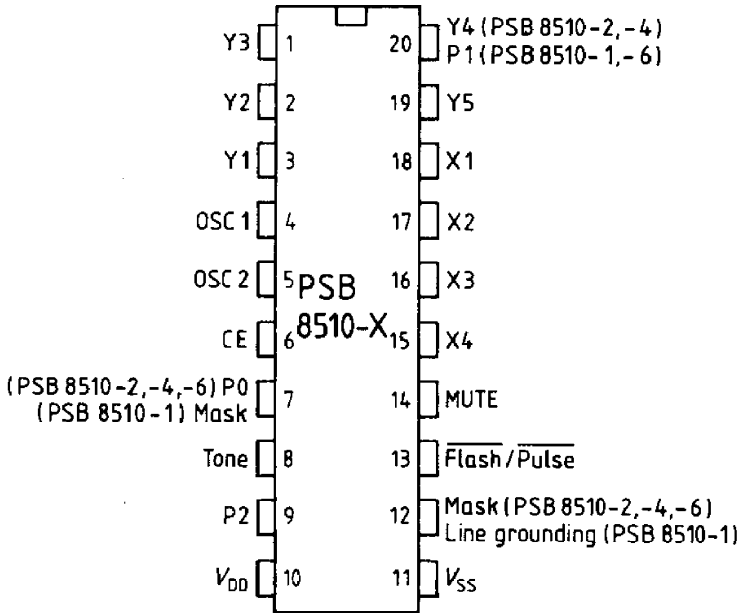 Y3 1 20 Y4 (PSB 8510-2,-4)
P1 (PSB 8510-1,-6)
Y2 2 19 Y5
Y1 3 18 X1
OSC 1 4 17 X2
OSC 2 5 16 X3
PSB
8510-X
CE 6 15 X4
(PSB 8510-2,-4,-6) P0 7 14 MUTE
(PSB 8510-1) Mask
Tone 8 13 Flash/Pulse
P2 9 12 Mask (PSB 8510-2,-4,-6)
Line grounding (PSB 8510-1)
VDD 10 11 VSS